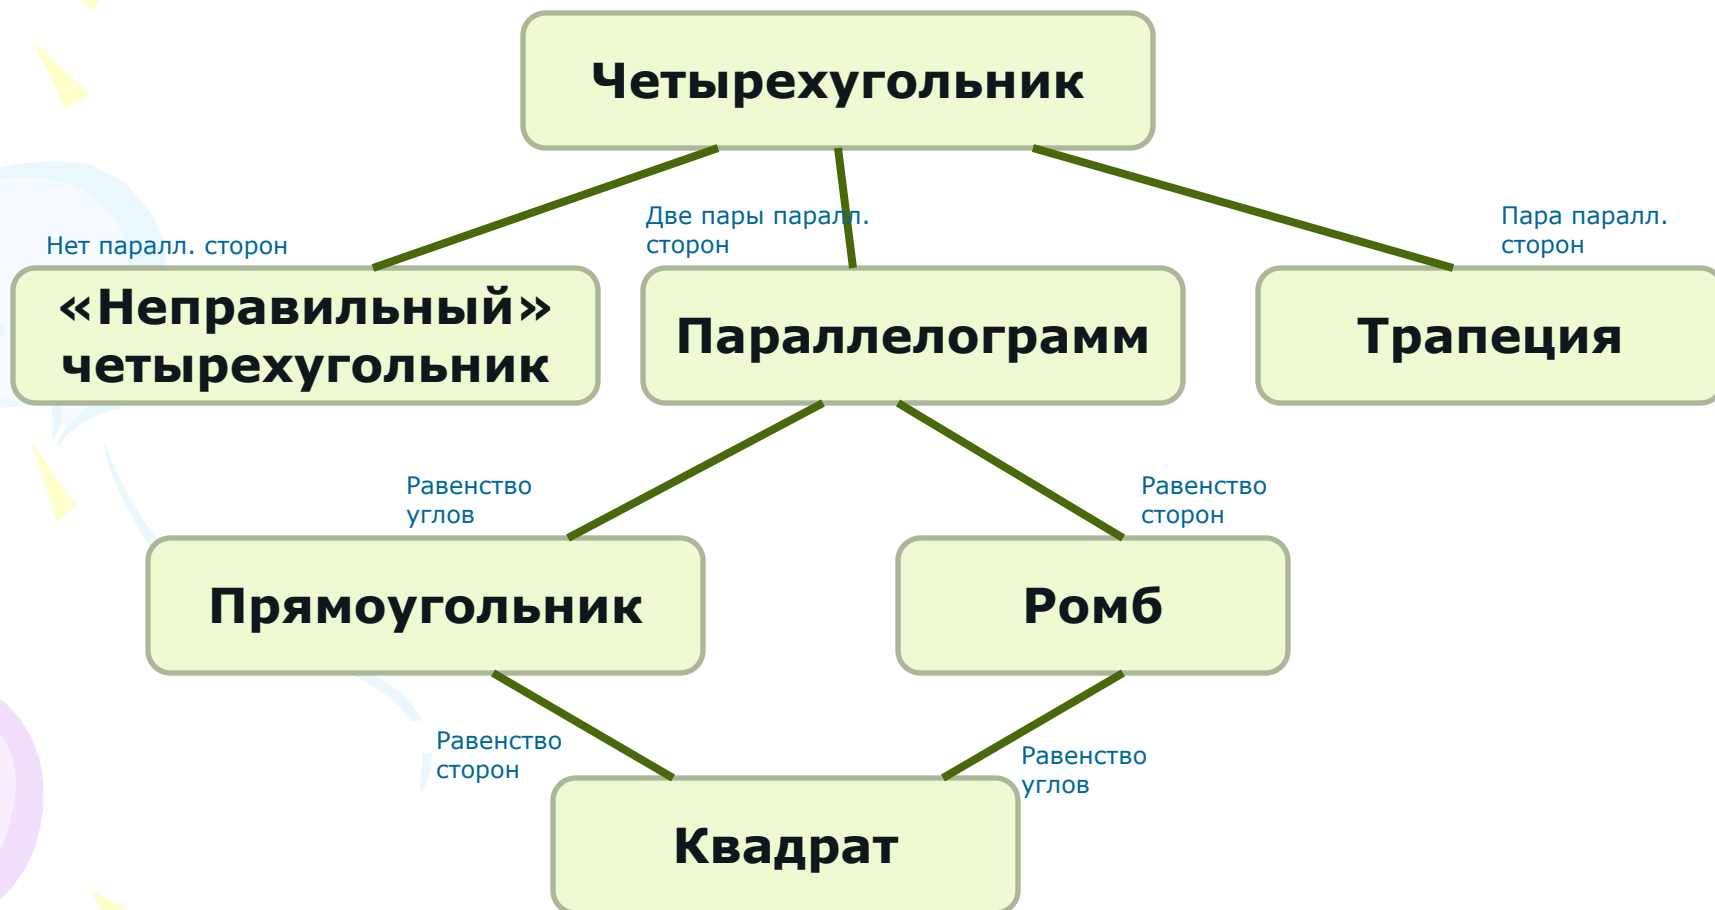 Четырехугольник
Нет паралл. сторон
Две пары паралл.
сторон
Пара паралл.
сторон
«Неправильный»
четырехугольник
Параллелограмм
Трапеция
Равенство
углов
Равенство
сторон
Прямоугольник
Ромб
Равенство
сторон
Равенство
углов
Квадрат